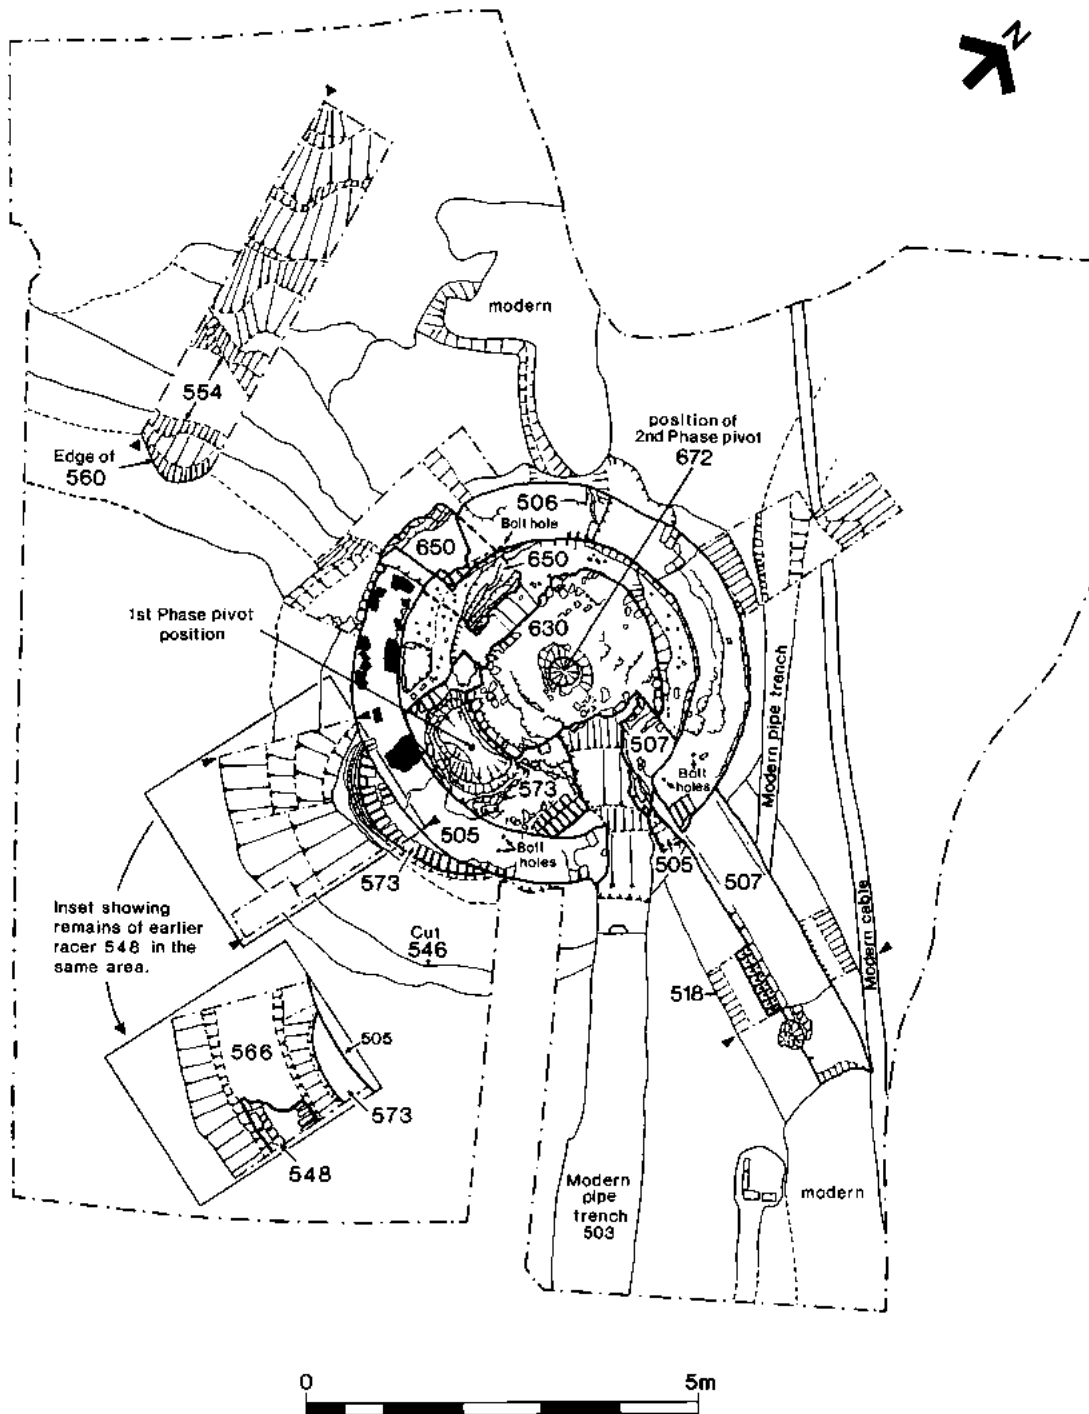 N
modern
554
position of
2nd Phase pivot
672
Edge of
560
506
Bolt hole
650
650
1st Phase pivot
position
630
Modern pipe trench
507
573
Bolt
holes
505
Bolt
holes
505
573
507
Modern cable
Inset showing
remains of earlier
racer 548 in the
same area.
Cut
546
518
505
566
573
548
Modern
pipe
trench
503
modern
0 5m